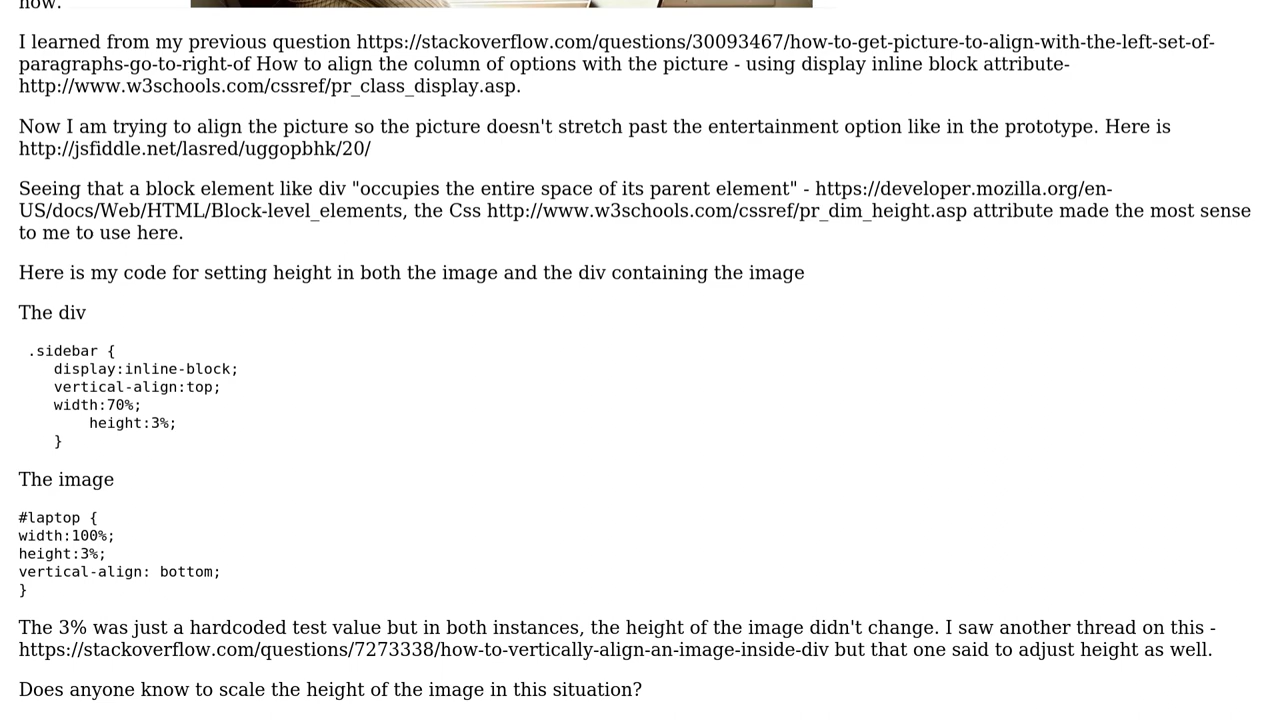 now.
I learned from my previous question https://stackoverflow.com/questions/30093467/how-to-get-picture-to-align-with-the-left-set-of-
paragraphs-go-to-right-of How to align the column of options with the picture - using display inline block attribute-
http://www.w3schools.com/cssref/pr_class_display.asp.
Now I am trying to align the picture so the picture doesn't stretch past the entertainment option like in the prototype. Here is
http://jsfiddle.net/lasred/uggopbhk/20/
Seeing that a block element like div "occupies the entire space of its parent element" - https://developer.mozilla.org/en-
US/docs/Web/HTML/Block-level_elements, the Css http://www.w3schools.com/cssref/pr_dim_height.asp attribute made the most sense
to me to use here.
Here is my code for setting height in both the image and the div containing the image
The div
.sidebar {
display:inline-block;
vertical-align:top;
width:70%;
height:3%;
}
The image
#laptop {
width:100%;
height:3%;
vertical-align: bottom;
}
The 3% was just a hardcoded test value but in both instances, the height of the image didn't change. I saw another thread on this -
https://stackoverflow.com/questions/7273338/how-to-vertically-align-an-image-inside-div but that one said to adjust height as well.
Does anyone know to scale the height of the image in this situation?